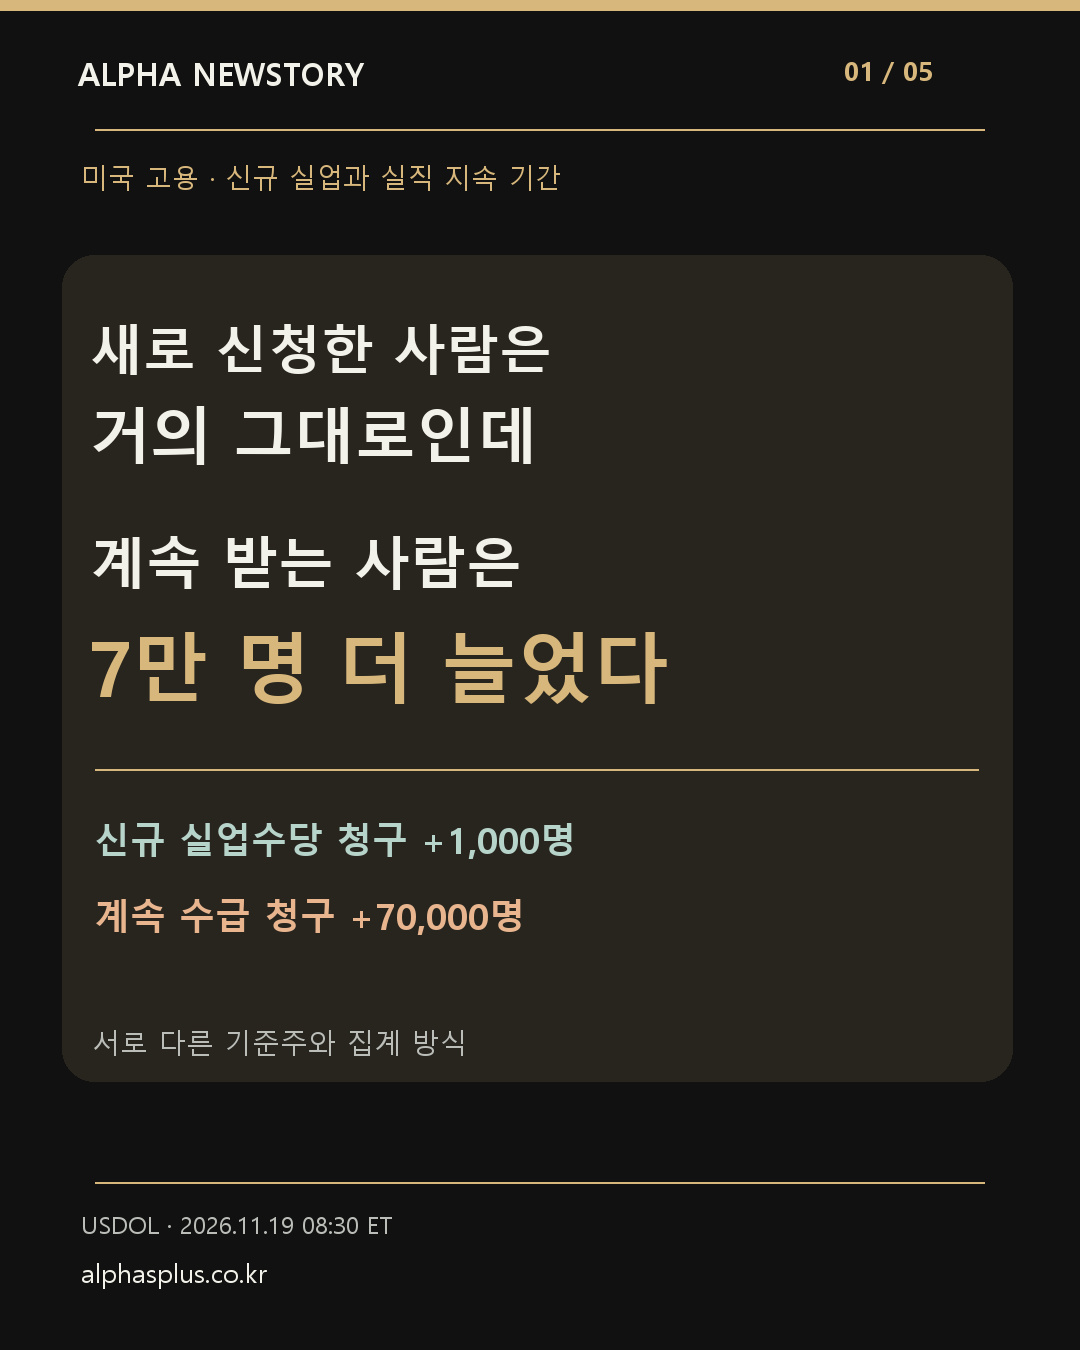 ALPHA NEWSTORY
01 / 05
미국 고용 · 신규 실업과 실직 지속 기간
새로 신청한 사람은
거의 그대로인데
계속 받는 사람은
7만 명 더 늘었다
신규 실업수당 청구 +1,000명
계속 수급 청구 +70,000명
서로 다른 기준주와 집계 방식
USDOL · 2026.11.19 08:30 ET
alphasplus.co.kr